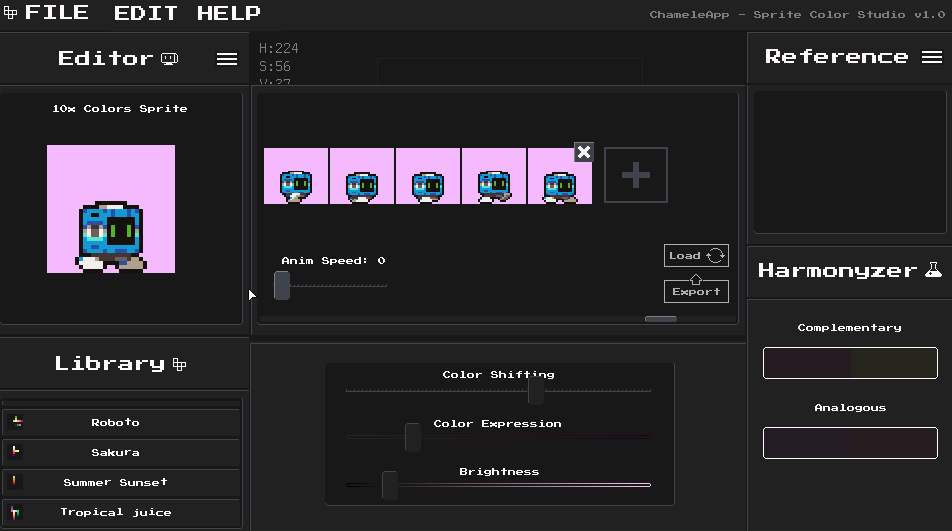 FILE EDIT HELP
ChameleApp - Sprite Color Studio v1.0
Editor
H:224
S:56
V:37
Reference
10x Colors Sprite
Anim Speed: 0
Load
Export
Harmonyzer
Complementary
Analogous
Library
Roboto
Sakura
Summer Sunset
Tropical juice
Color Shifting
Color Expression
Brightness